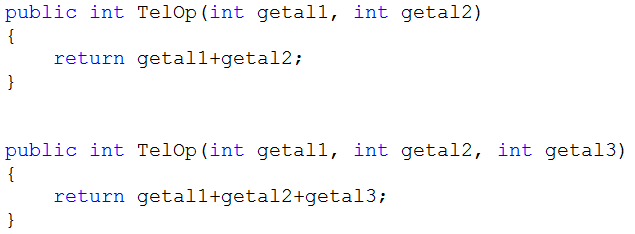 public int TelOp(int getal1, int getal2)
{
    return getal1+getal2;
}
public int TelOp(int getal1, int getal2, int getal3)
{
    return getal1+getal2+getal3;
}